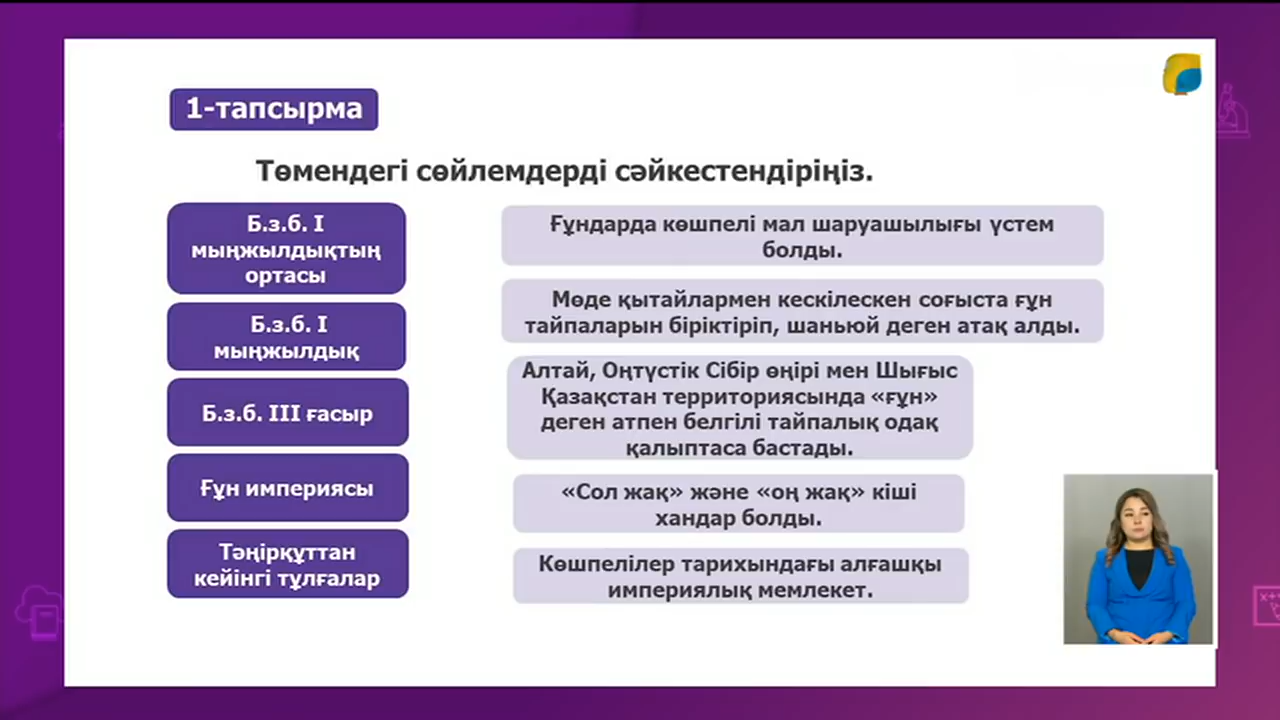 1-тапсырма
Төмендегі сөйлемдерді сәйкестендіріңіз.
Б.з.б. I
мыңжылдықтың
ортасы
Б.з.б. I
мыңжылдық
Б.з.б. III ғасыр
Ғұн империясы
Тәңірқұттан
кейінгі тұлғалар
Ғұндарда көшпелі мал шаруашылығы үстем
болды.
Мөде қытайлармен кескілескен соғыста ғұн
тайпаларын біріктіріп, шаньюй деген атақ алды.
Алтай, Оңтүстік Сібір өңірі мен Шығыс
Қазақстан территориясында «ғұн»
деген атпен белгілі тайпалық одақ
қалыптаса бастады.
«Сол жақ» және «оң жақ» кіші
хандар болды.
Көшпелілер тарихындағы алғашқы
империялық мемлекет.